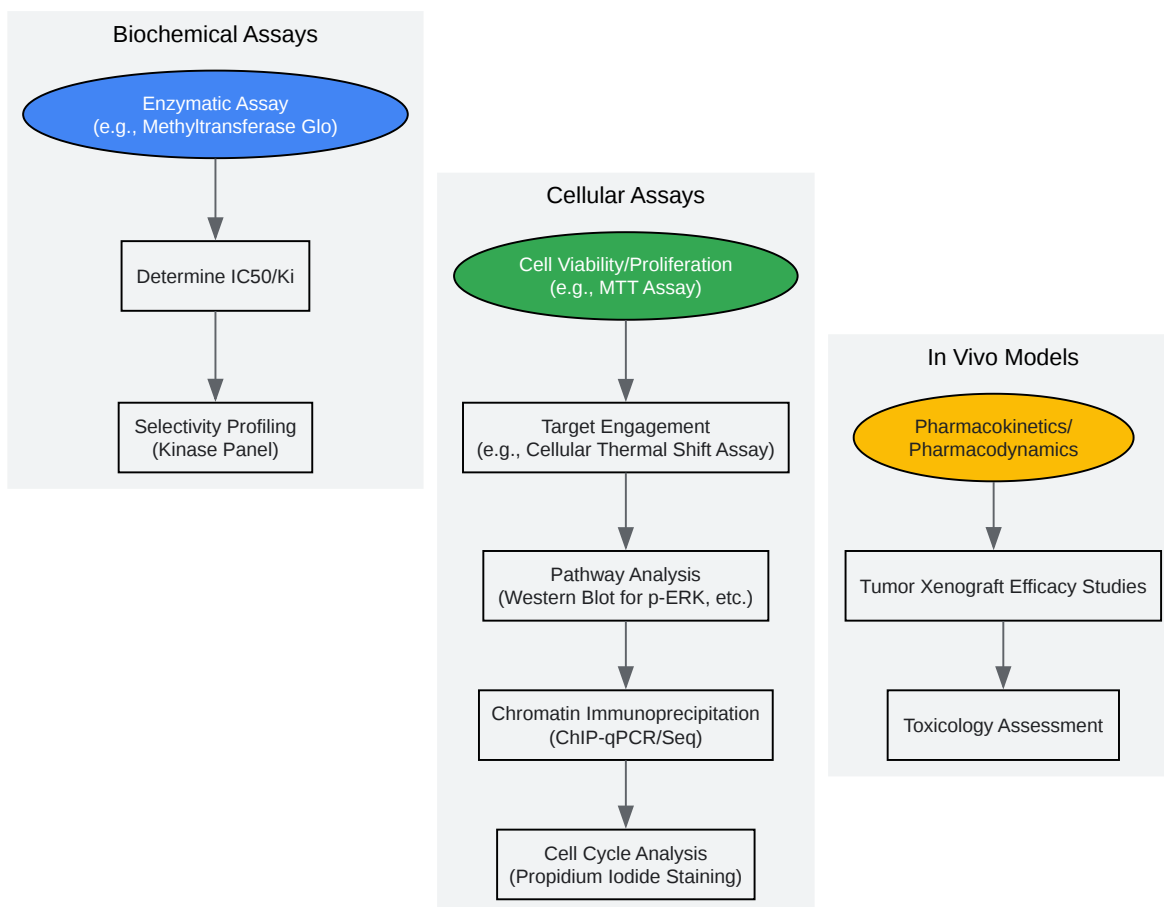 Biochemical Assays
Enzymatic Assay
(e.g., Methyltransferase Glo)
Determine IC50/Ki
Selectivity Profiling
(Kinase Panel)
Cellular Assays
Cell Viability/Proliferation
(e.g., MTT Assay)
Target Engagement
(e.g., Cellular Thermal Shift Assay)
Pathway Analysis
(Western Blot for p-ERK, etc.)
Chromatin Immunoprecipitation
(ChIP-qPCR/Seq)
Cell Cycle Analysis
(Propidium Iodide Staining)
In Vivo Models
Pharmacokinetics/
Pharmacodynamics
Tumor Xenograft Efficacy Studies
Toxicology Assessment